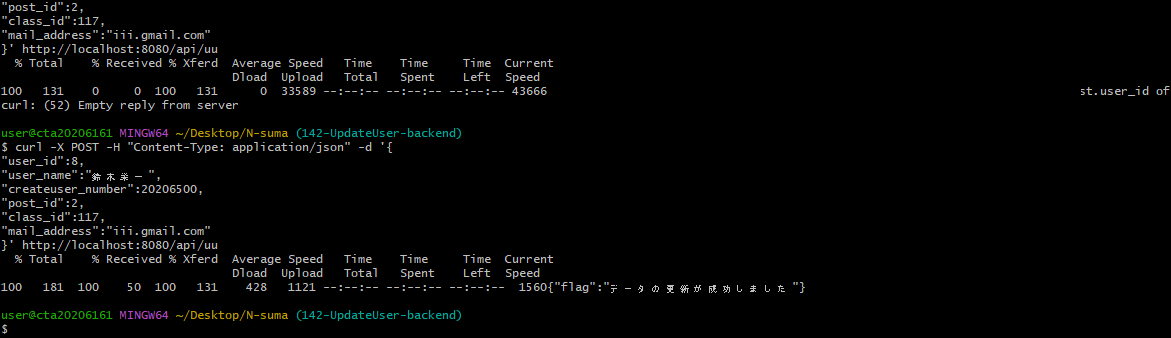 "post_id":2,
"class_id":117,
"mail_address":"iii.gmail.com"
}' http://localhost:8080/api/uu
  % Total    % Received % Xferd  Average Speed   Time    Time     Time  Current
                                 Dload  Upload   Total   Spent    Left  Speed
100   131    0     0  100   131      0  33589 --:--:-- --:--:-- --:--:-- 43666 st.user_id of
curl: (52) Empty reply from server
user@cta20206161 MINGW64 ~/Desktop/N-suma (142-UpdateUser-backend)
$ curl -X POST -H "Content-Type: application/json" -d '{
"user_id":8,
"user_name":"鈴木栄一",
"createuser_number":20206500,
"post_id":2,
"class_id":117,
"mail_address":"iii.gmail.com"
}' http://localhost:8080/api/uu
  % Total    % Received % Xferd  Average Speed   Time    Time     Time  Current
                                 Dload  Upload   Total   Spent    Left  Speed
100   181  100    50  100   131    428   1121 --:--:-- --:--:-- --:--:--  1560{"flag":"データの更新が成功しました"}
user@cta20206161 MINGW64 ~/Desktop/N-suma (142-UpdateUser-backend)
$